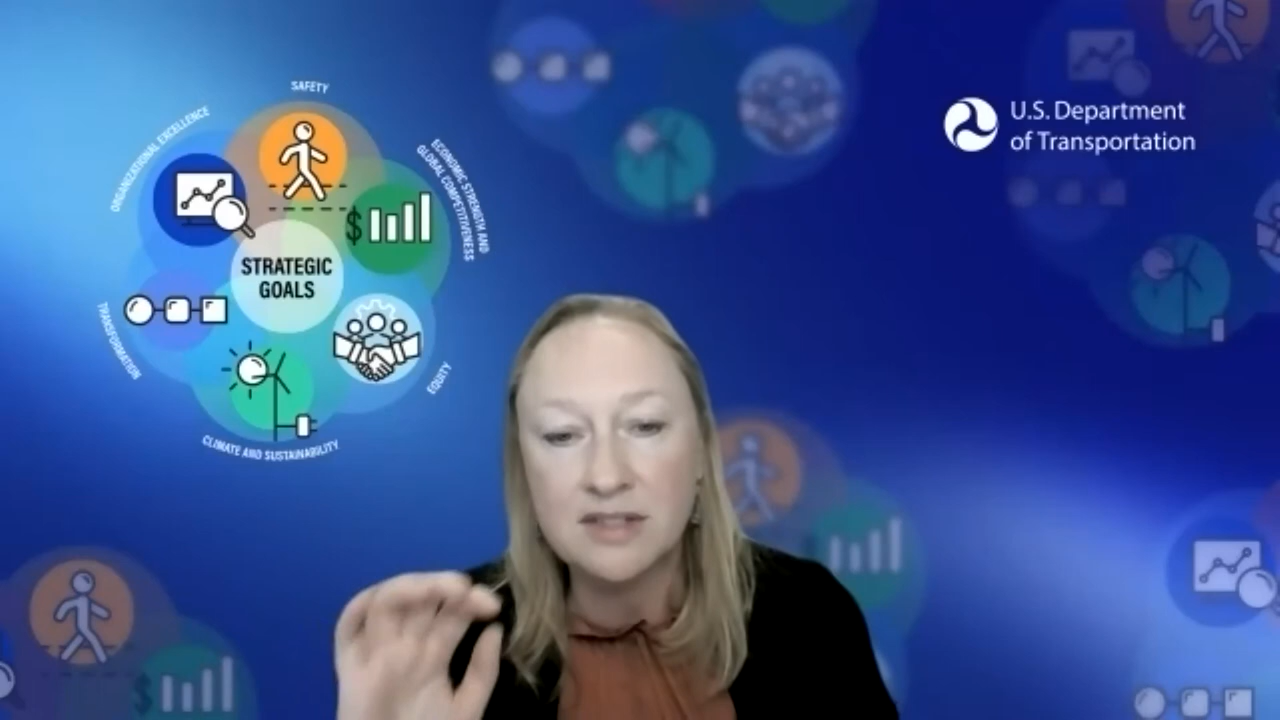 SAFETY
ORGANIZATIONAL EXCELLENCE
ECONOMIC STRENGTH AND
GLOBAL COMPETITIVENESS
$
STRATEGIC
GOALS
TRANSFORMATION
EQUITY
CLIMATE AND SUSTAINABILITY
U.S. Department
of Transportation
$